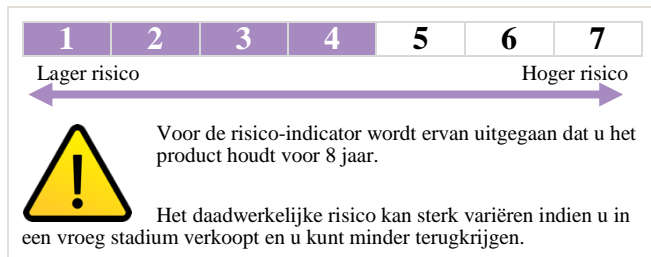 1 2 3 4 5 6 7
Lager risico Hoger risico
Voor de risico-indicator wordt ervan uitgegaan dat u het
product houdt voor 8 jaar.
Het daadwerkelijke risico kan sterk variëren indien u in
een vroeg stadium verkoopt en u kunt minder terugkrijgen.